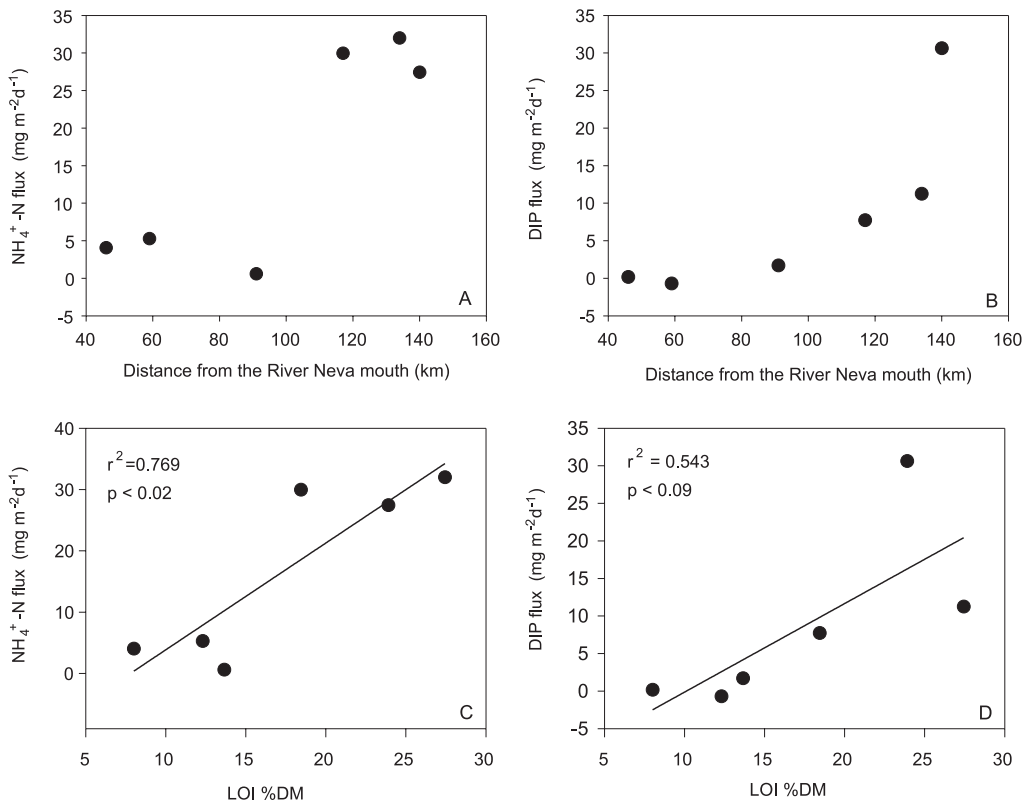 NH₄⁺ -N flux (mg m⁻²d⁻¹)
35
30
25
20
15
10
5
0
-5
A
40 60 80 100 120 140 160
Distance from the River Neva mouth (km)
DIP flux (mg m⁻²d⁻¹)
35
30
25
20
15
10
5
0
-5
B
40 60 80 100 120 140 160
Distance from the River Neva mouth (km)
NH₄⁺ -N flux (mg m⁻²d⁻¹)
40
30
20
10
0
r² =0.769
p < 0.02
C
5 10 15 20 25 30
LOI %DM
DIP flux (mg m⁻²d⁻¹)
35
30
25
20
15
10
5
0
-5
r² = 0.543
p < 0.09
D
5 10 15 20 25 30
LOI %DM